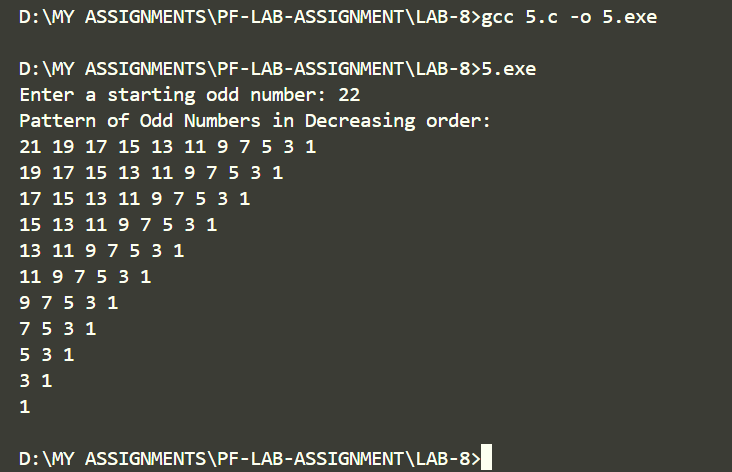 D:\MY ASSIGNMENTS\PF-LAB-ASSIGNMENT\LAB-8>gcc 5.c -o 5.exe
D:\MY ASSIGNMENTS\PF-LAB-ASSIGNMENT\LAB-8>5.exe
Enter a starting odd number: 22
Pattern of Odd Numbers in Decreasing order:
21 19 17 15 13 11 9 7 5 3 1
19 17 15 13 11 9 7 5 3 1
17 15 13 11 9 7 5 3 1
15 13 11 9 7 5 3 1
13 11 9 7 5 3 1
11 9 7 5 3 1
9 7 5 3 1
7 5 3 1
5 3 1
3 1
1
D:\MY ASSIGNMENTS\PF-LAB-ASSIGNMENT\LAB-8>